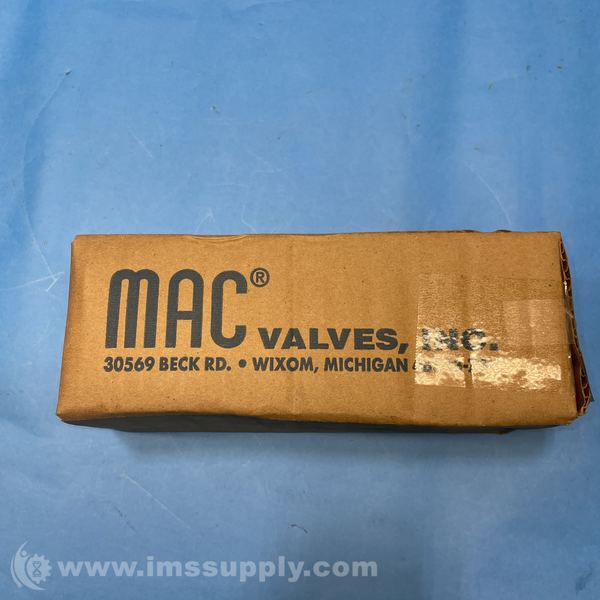 MAC®
VALVES, INC.
30569 BECK RD. • WIXOM, MICHIGAN
www.imssupply.com